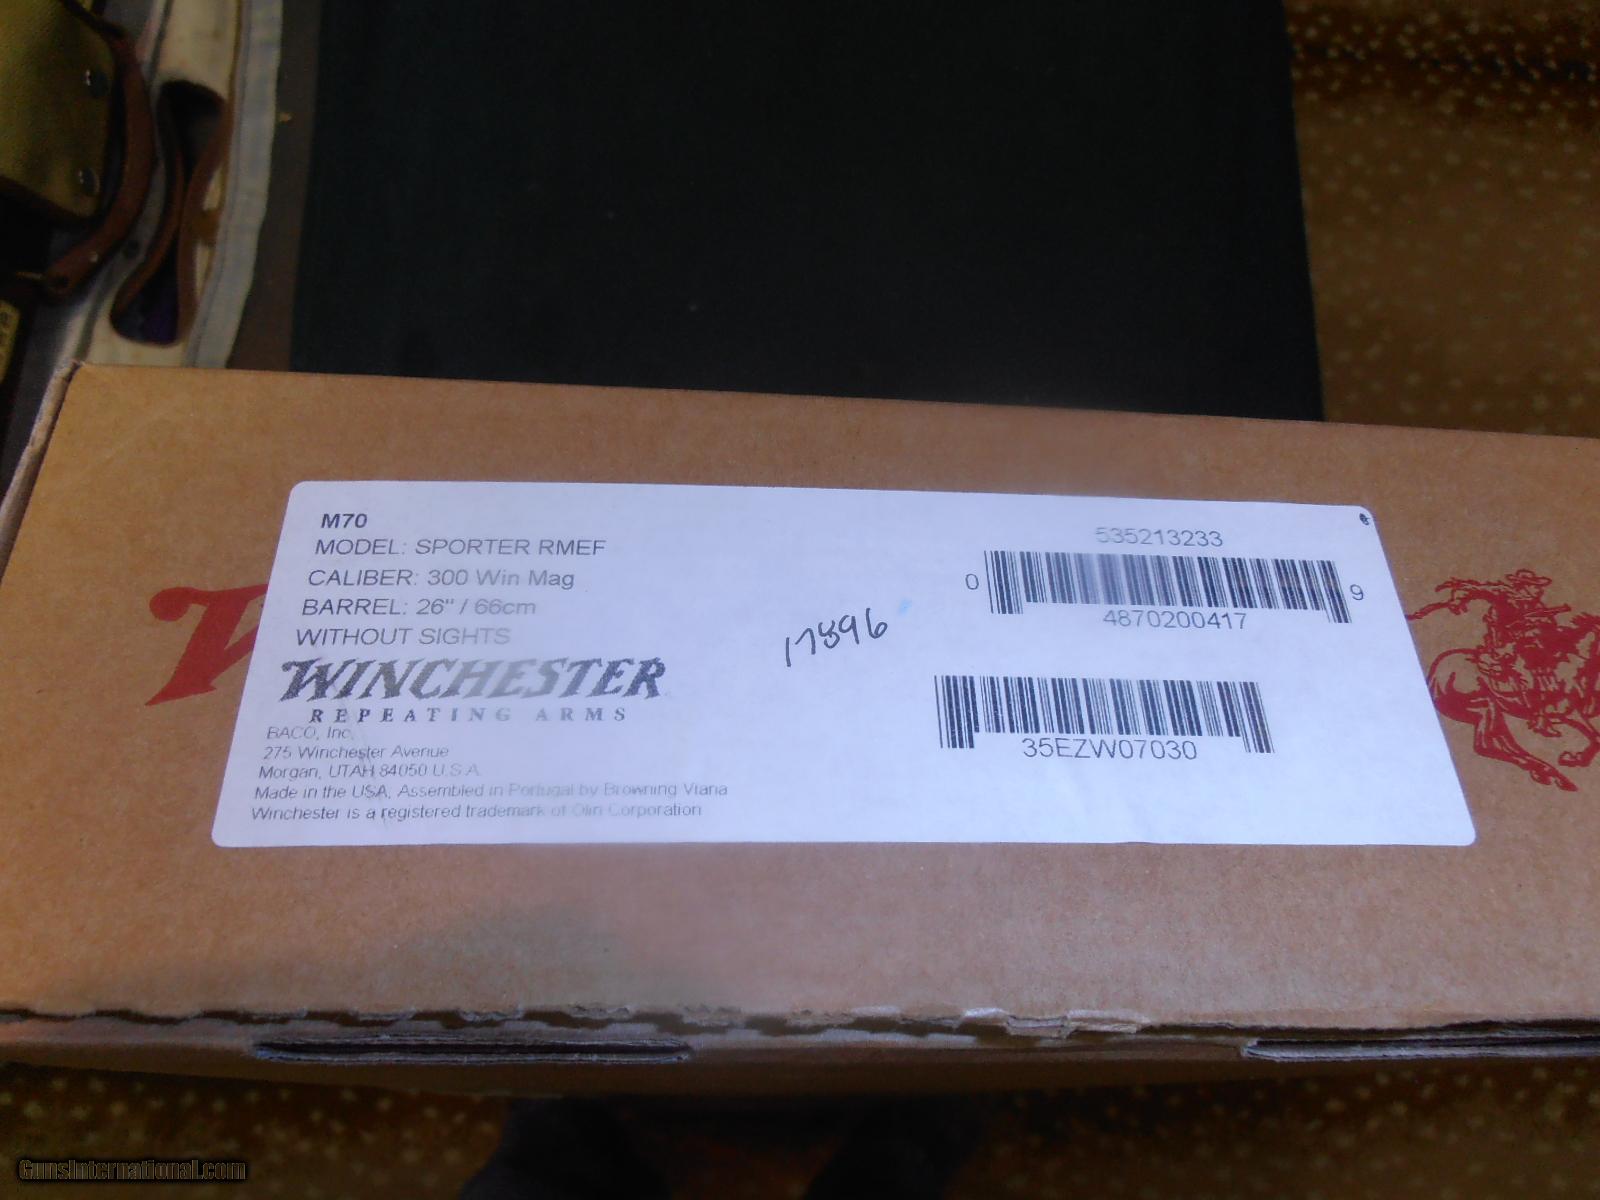 M70
MODEL: SPORTER RMEF
CALIBER: 300 Win Mag
BARREL: 26" / 66cm
WITHOUT SIGHTS
WINCHESTER
REPEATING ARMS
BACO, Inc.
275 Winchester Avenue
Morgan, UTAH 84050 U.S.A.
Made in the USA, Assembled in Portugal by Browning Viana
Winchester is a registered trademark of Olin Corporation
17896
535213233
0 9
4870200417
35EZW07030
W
GunsInternational.com